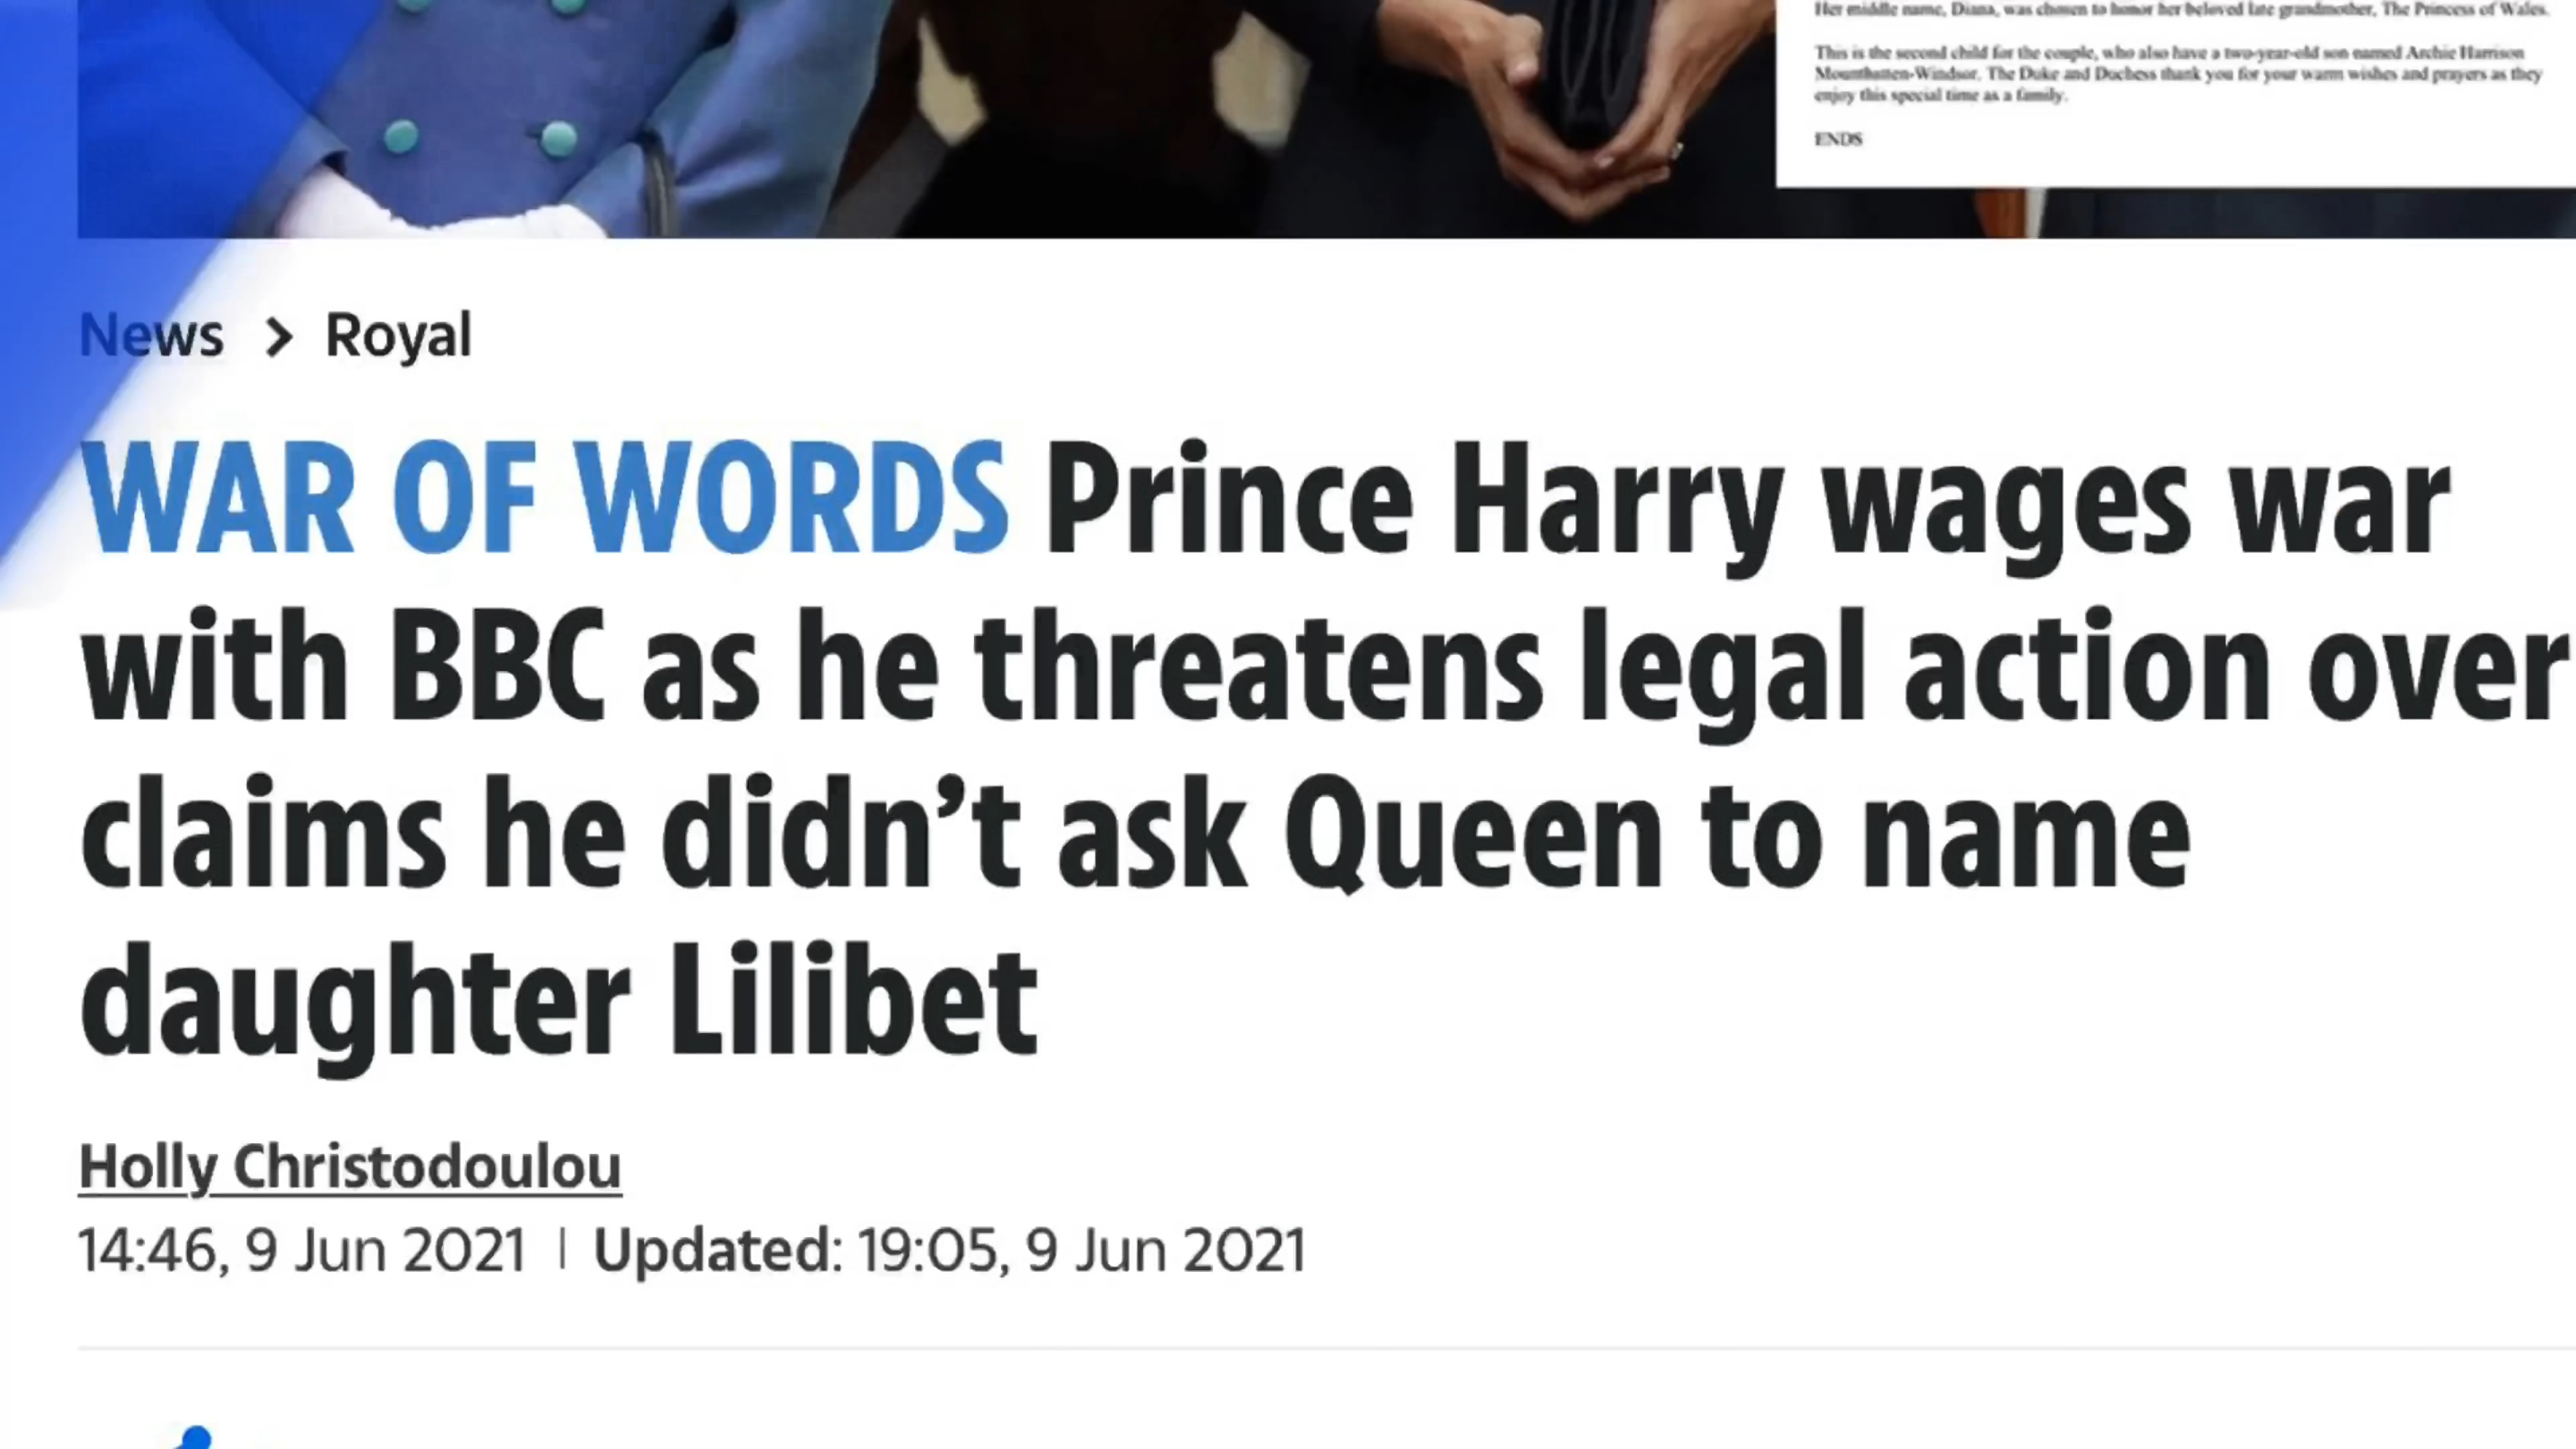 Her middle name, Diana, was chosen to honor her beloved late grandmother, The Princess of Wales.
This is the second child for the couple, who also have a two-year-old son named Archie Harrison
Mountbatten-Windsor. The Duke and Duchess thank you for your warm wishes and prayers as they
enjoy this special time as a family.
ENDS
News > Royal
WAR OF WORDS Prince Harry wages war
with BBC as he threatens legal action over
claims he didn’t ask Queen to name
daughter Lilibet
Holly Christodoulou
14:46, 9 Jun 2021 | Updated: 19:05, 9 Jun 2021